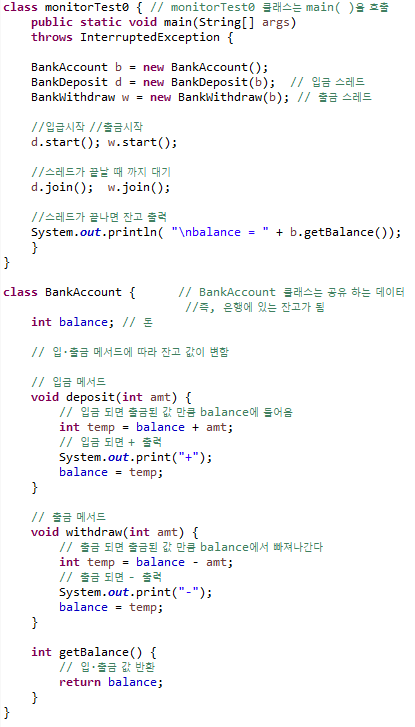 class monitorTest0 { // monitorTest0 클래스는 main( )을 호출
public static void main(String[] args)
throws InterruptedException {
BankAccount b = new BankAccount();
BankDeposit d = new BankDeposit(b);  // 입금 스레드
BankWithdraw w = new BankWithdraw(b); // 출금 스레드
//입금시작 //출금시작
d.start(); w.start();
//스레드가 끝날 때 까지 대기
d.join();  w.join();
//스레드가 끝나면 잔고 출력
System.out.println( "\nbalance = " + b.getBalance());
}
}
class BankAccount {      // BankAccount 클래스는 공유 하는 데이터
//즉, 은행에 있는 잔고가 됨
int balance; // 돈
// 입·출금 메서드에 따라 잔고 값이 변함
// 입금 메서드
void deposit(int amt) {
// 입금 되면 출금된 값 만큼 balance에 들어옴
int temp = balance + amt;
// 입금 되면 + 출력
System.out.print("+");
balance = temp;
}
// 출금 메서드
void withdraw(int amt) {
// 출금 되면 출금된 값 만큼 balance에서 빠져나간다
int temp = balance - amt;
// 출금 되면 - 출력
System.out.print("-");
balance = temp;
}
int getBalance() {
// 입·출금 값 반환
return balance;
}
}